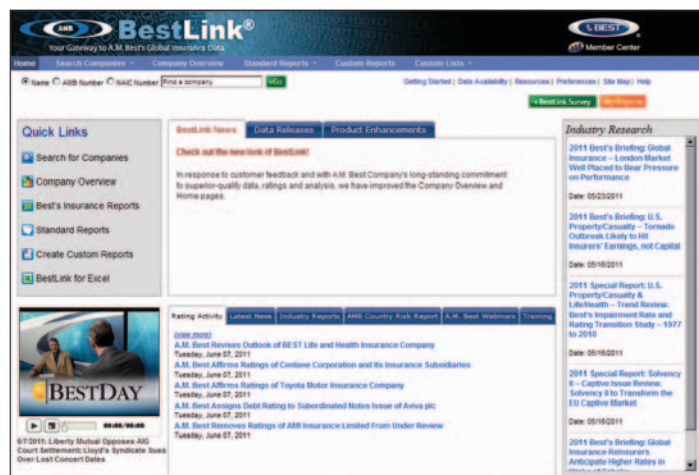 AMB BestLink®
Your Gateway to A.M. Best's Global Insurance Data
BEST
AMB Member Center
Home Search Companies Company Overview Standard Reports Custom Reports Custom Lists
Name AMB Number NAIC Number Find a company Go
Getting Started | Data Availability | Resources | Preferences | Site Map | Help
BestLink Survey
Quick Links
Search for Companies
Company Overview
Best's Insurance Reports
Standard Reports
Create Custom Reports
BestLink for Excel
BestLink News Data Releases Product Enhancements
Check out the new look of BestLink!
In response to customer feedback and with A.M. Best Company's long-standing commitment
to superior-quality data, ratings and analysis, we have improved the Company Overview and
Home pages.
Industry Research
2011 Best's Briefing: Global
Insurance – London Market
Well Placed to Bear Pressure
on Performance
Date: 05/23/2011
2011 Best's Briefing: U.S.
Property/Casualty – Tornado
Outbreak Likely to Hit
Insurers' Earnings, not Capital
Date: 05/16/2011
2011 Special Report: U.S.
Property/Casualty &
Life/Health – Trend Review.
Best's Impairment Rate and
Rating Transition Study – 1977
to 2010
Date: 05/16/2011
2011 Special Report: Solvency
II – Captive Issue Review.
Solvency II to Transform the
EU Captive Market
Date: 05/16/2011
2011 Best's Briefing: Global
Insurance Reinsurers
Anticipate Higher Rates in
BESTDAY
00:00/00:00
6/7/2011: Liberty Mutual Opposes AIG
Court Settlement; Lloyd's Syndicate Sues
Over Lost Concert Dates
Rating Activity Latest News Industry Reports AMB Country Risk Report A.M. Best Webinars Training
(view more)
A.M. Best Revises Outlook of BEST Life and Health Insurance Company
Tuesday, June 07, 2011
A.M. Best Affirms Ratings of Centene Corporation and Its Insurance Subsidiaries
Tuesday, June 07, 2011
A.M. Best Affirms Ratings of Toyota Motor Insurance Company
Tuesday, June 07, 2011
A.M. Best Assigns Debt Rating to Subordinated Notes Issue of Aviva plc
Tuesday, June 07, 2011
A.M. Best Removes Ratings of AMI Insurance Limited From Under Review
Tuesday, June 07, 2011